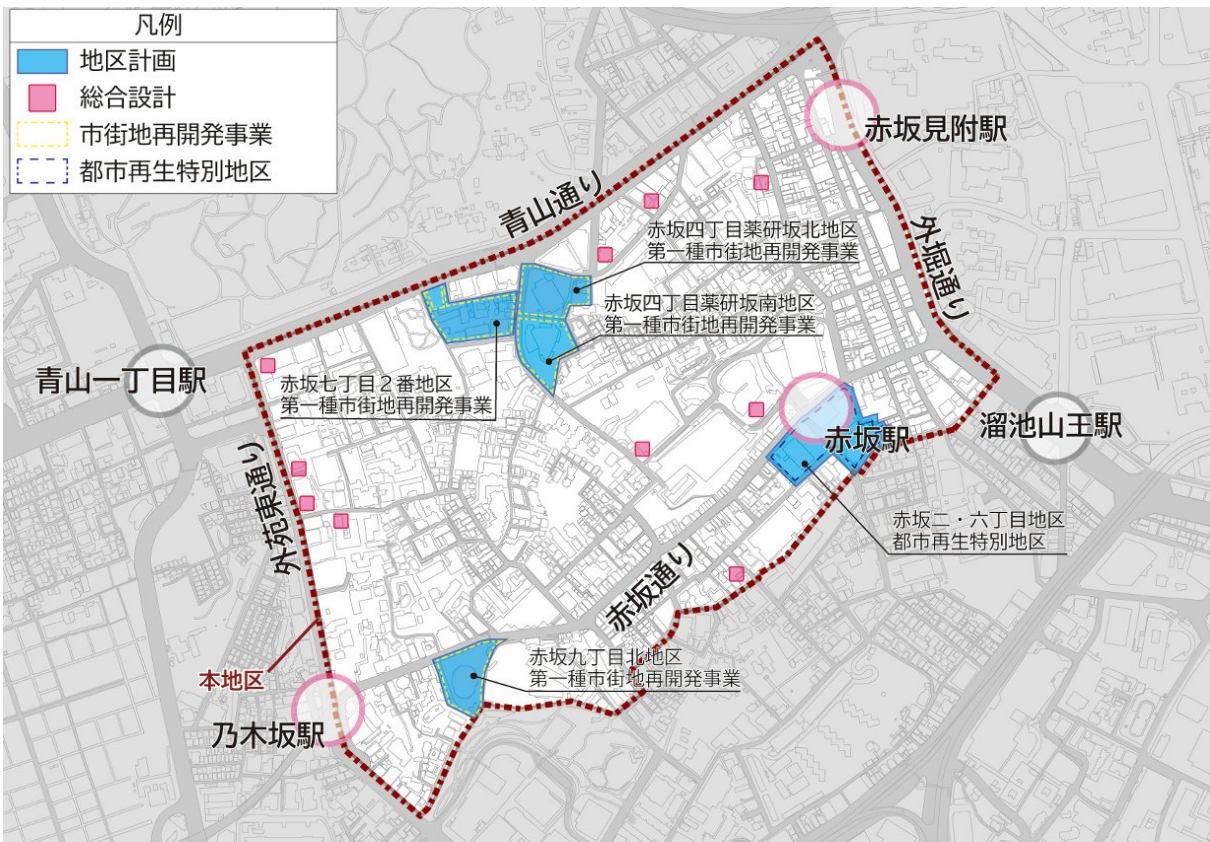 凡例
地区計画
総合設計
市街地再開発事業
都市再生特別地区
赤坂見附駅
青山通り
外堀通り
赤坂四丁目薬研坂北地区
第一種市街地再開発事業
赤坂四丁目薬研坂南地区
第一種市街地再開発事業
青山一丁目駅
赤坂七丁目２番地区
第一種市街地再開発事業
赤坂駅
溜池山王駅
外苑東通り
赤坂二・六丁目地区
都市再生特別地区
赤坂通り
本地区
赤坂九丁目北地区
第一種市街地再開発事業
乃木坂駅